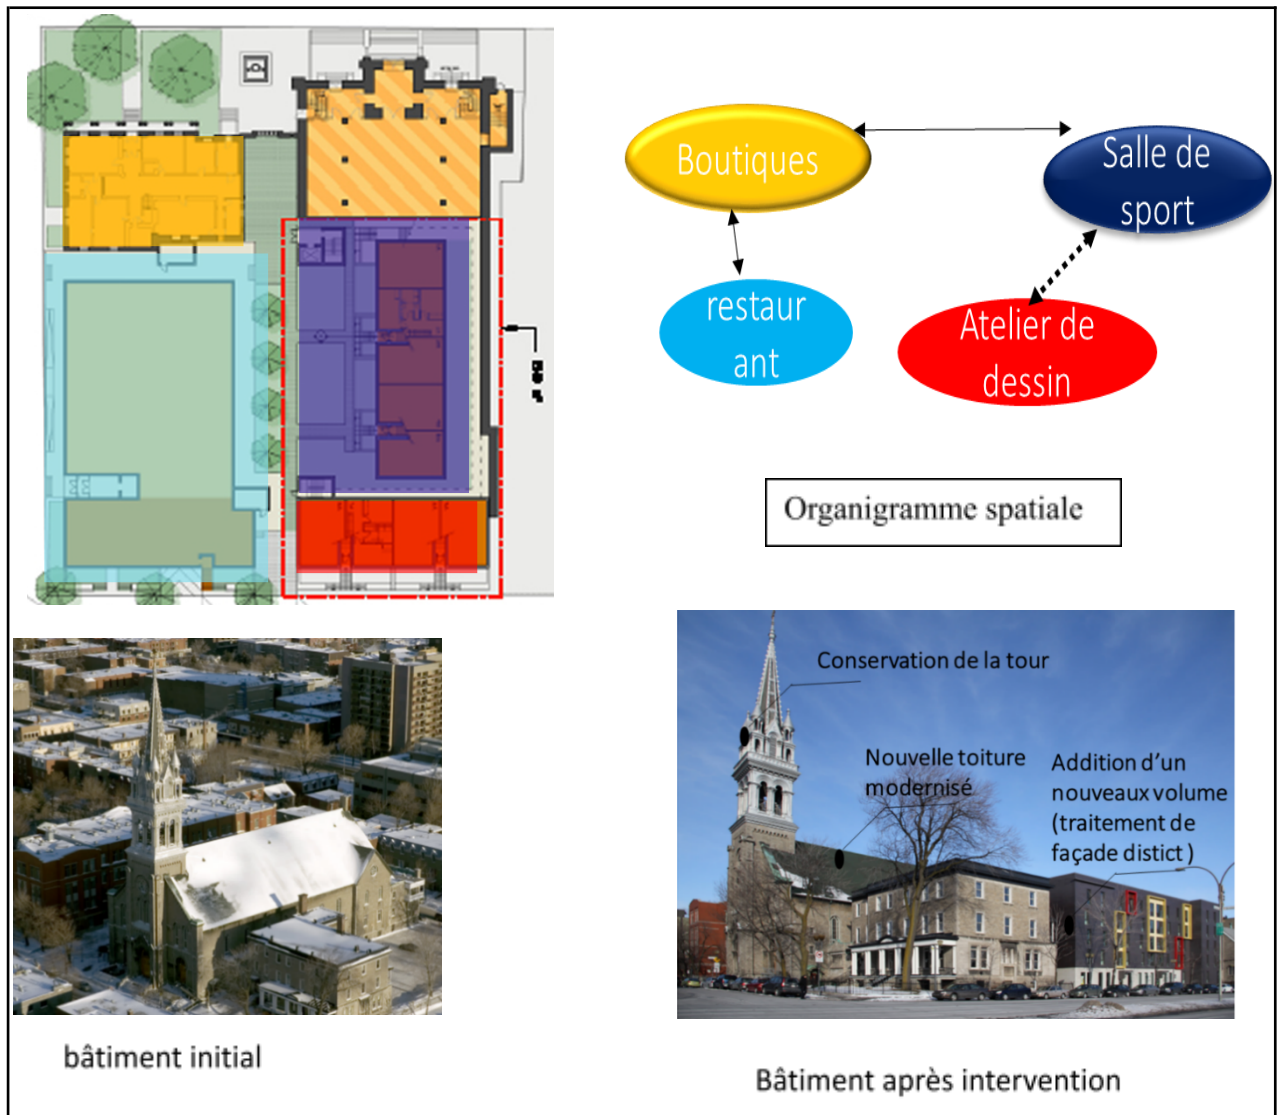 Boutiques
Salle de
sport
restaur
ant
Atelier de
dessin
Organigramme spatiale
Conservation de la tour
Nouvelle toiture
modernisé
Addition d'un
nouveaux volume
(traitement de
façade distict )
bâtiment initial
Bâtiment après intervention